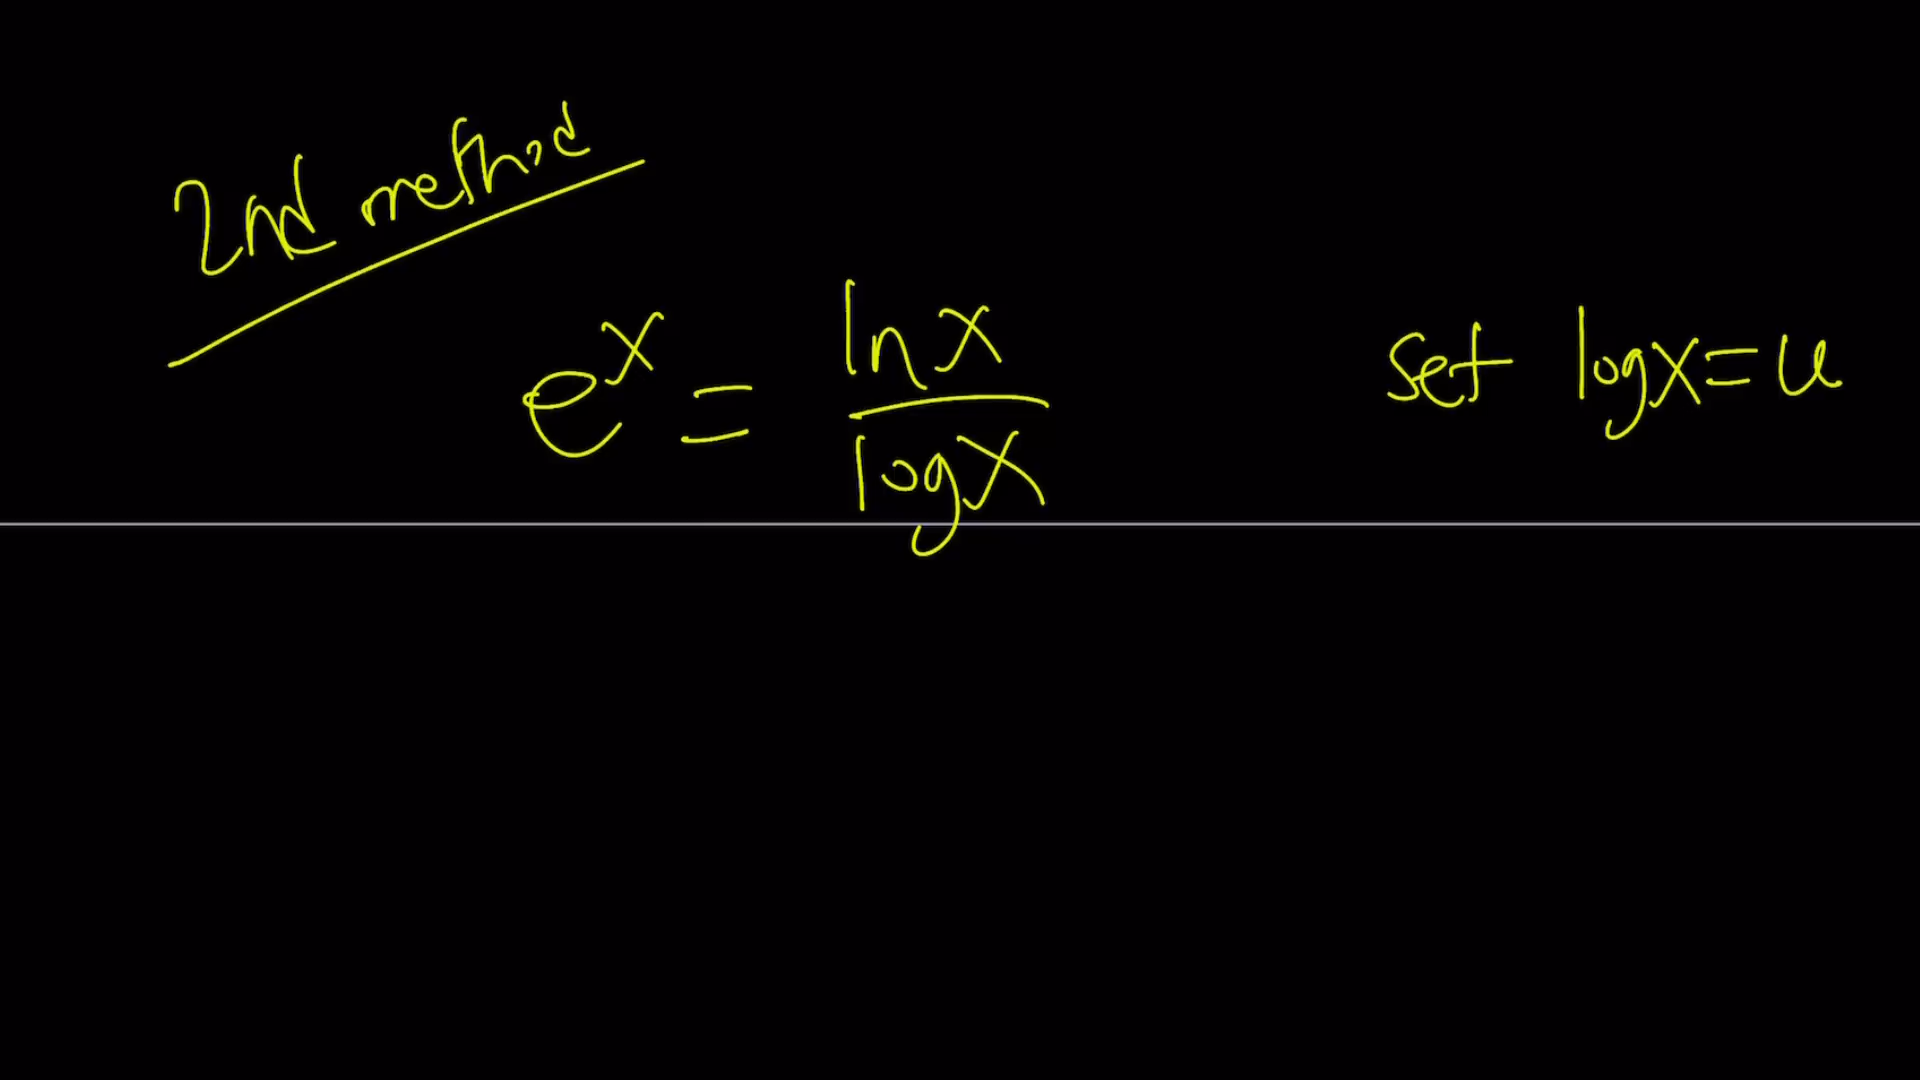 2nd method
e^x = ln x / log x
set log x = u